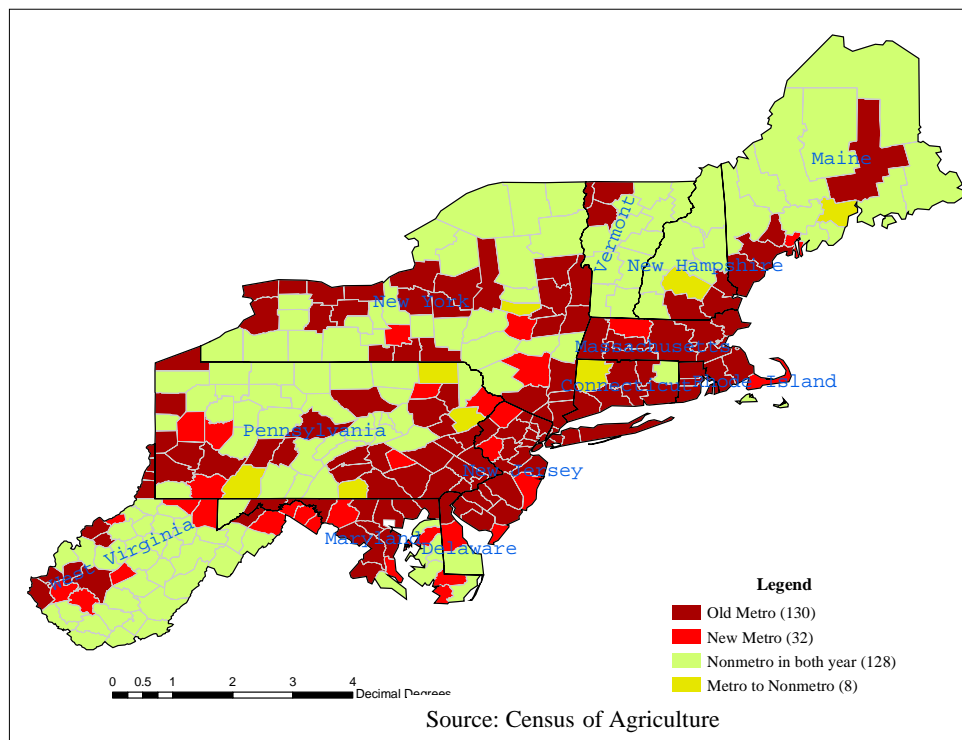 Maine
Vermont
New Hampshire
New York
Massachusetts
Connecticut
Rhode Island
Pennsylvania
New Jersey
West Virginia
Maryland
Delaware
Legend
Old Metro (130)
New Metro (32)
Nonmetro in both year (128)
Metro to Nonmetro (8)
0 0.5 1 2 3 4
Decimal Degrees
Source: Census of Agriculture